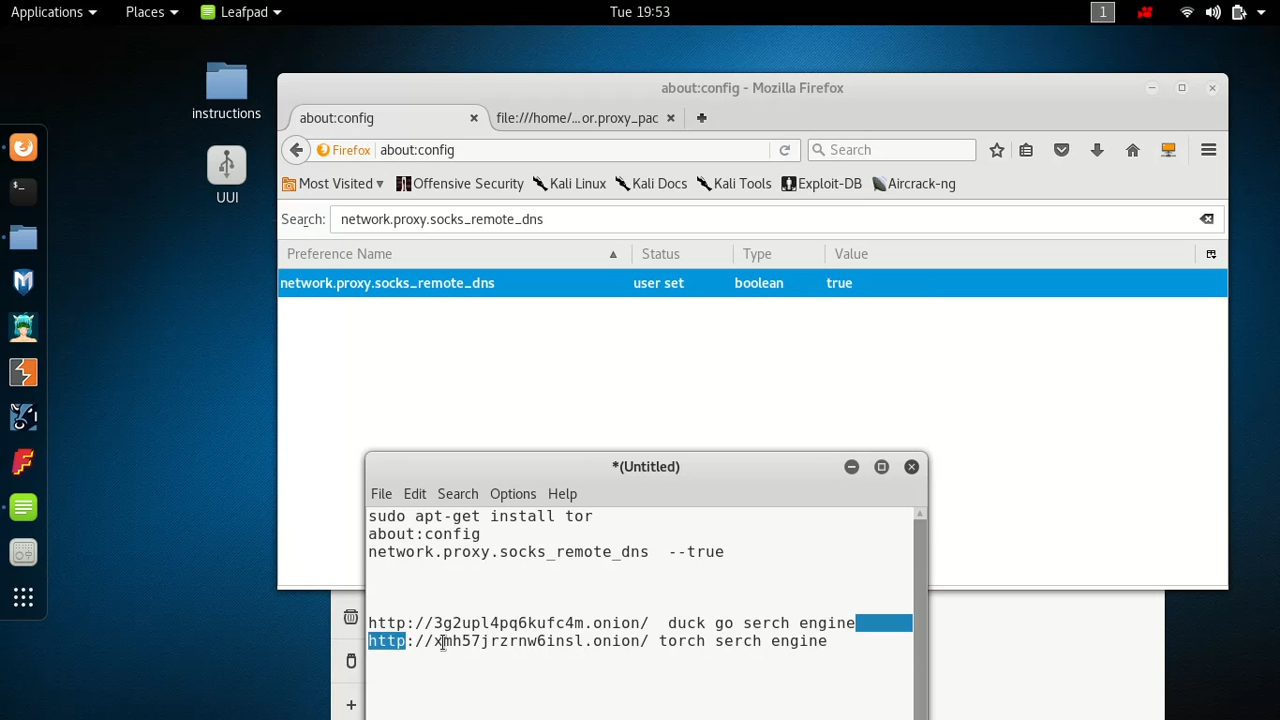 Applications Places Leafpad Tue 19:53 1
instructions
UUI
about:config - Mozilla Firefox
about:config file:///home/...or.proxy_pac
Firefox about:config Search
Most Visited Offensive Security Kali Linux Kali Docs Kali Tools Exploit-DB Aircrack-ng
Search: network.proxy.socks_remote_dns
Preference Name Status Type Value
network.proxy.socks_remote_dns user set boolean true
*(Untitled)
File Edit Search Options Help
sudo apt-get install tor
about:config
network.proxy.socks_remote_dns --true
http://3g2upl4pq6kufc4m.onion/ duck go serch engine
http://xmh57jrzrnw6insl.onion/ torch serch engine